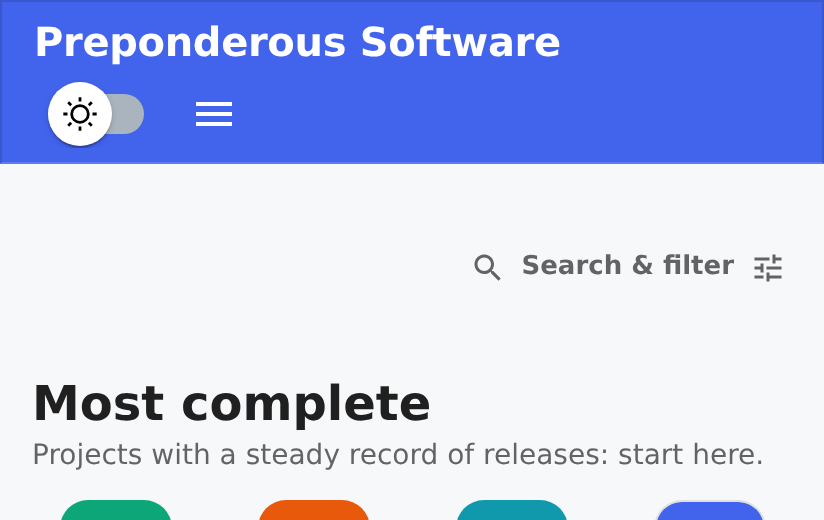 Preponderous Software
Search & filter
Most complete
Projects with a steady record of releases: start here.